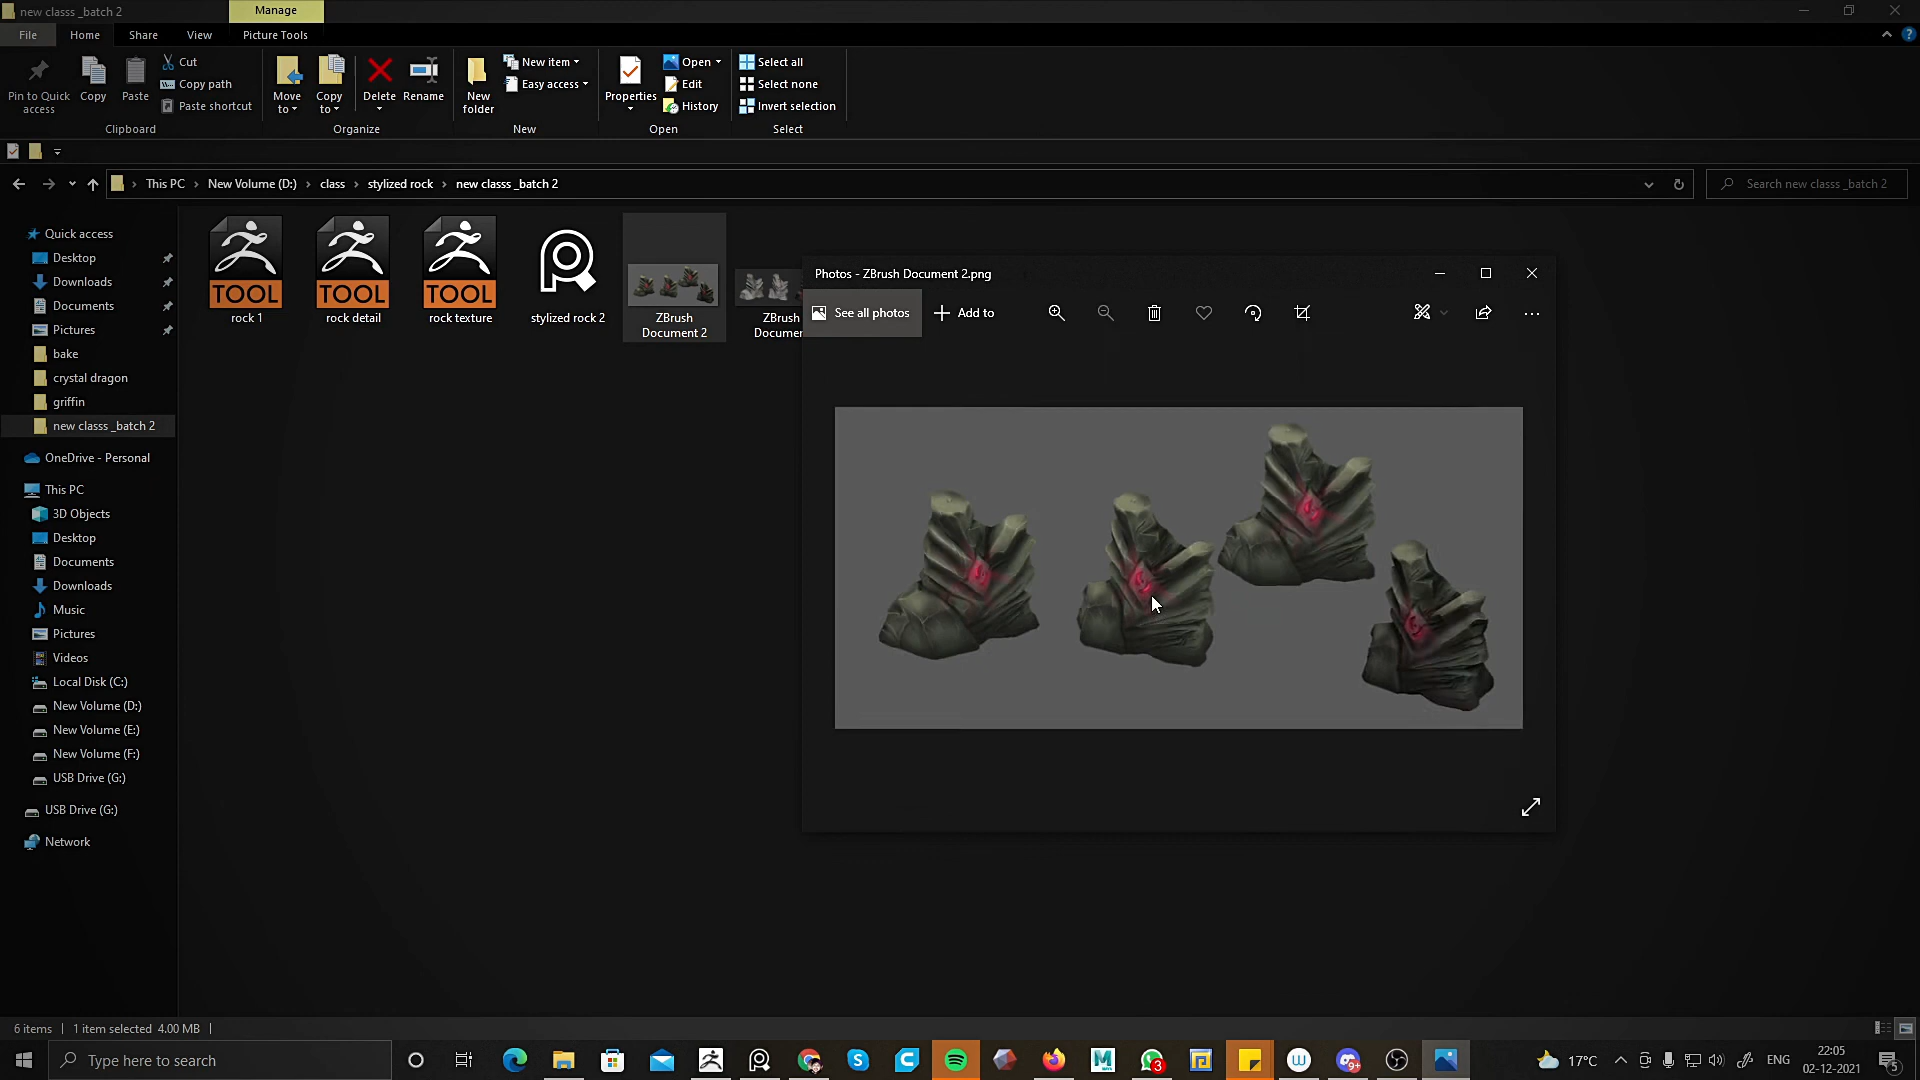 new classs _batch 2
Manage
File
Home
Share
View
Picture Tools
Pin to Quick
access
Copy
Paste
Cut
Copy path
Paste shortcut
Clipboard
Move
to
Copy
to
Delete
Rename
Organize
New
folder
New item
Easy access
New
Properties
Open
Edit
History
Open
Select all
Select none
Invert selection
Select
This PC
New Volume (D:)
class
stylized rock
new classs _batch 2
Search new classs _batch 2
Quick access
Desktop
Downloads
Documents
Pictures
bake
crystal dragon
griffin
new classs _batch 2
OneDrive - Personal
This PC
3D Objects
Desktop
Documents
Downloads
Music
Pictures
Videos
Local Disk (C:)
New Volume (D:)
New Volume (E:)
New Volume (F:)
USB Drive (G:)
USB Drive (G:)
Network
TOOL
rock 1
TOOL
rock detail
TOOL
rock texture
stylized rock 2
ZBrush
Document 2
ZBrush
Documen
Photos - ZBrush Document 2.png
See all photos
Add to
6 items
1 item selected 4.00 MB
Type here to search
3
9+
17°C
ENG
22:05
02-12-2021
5